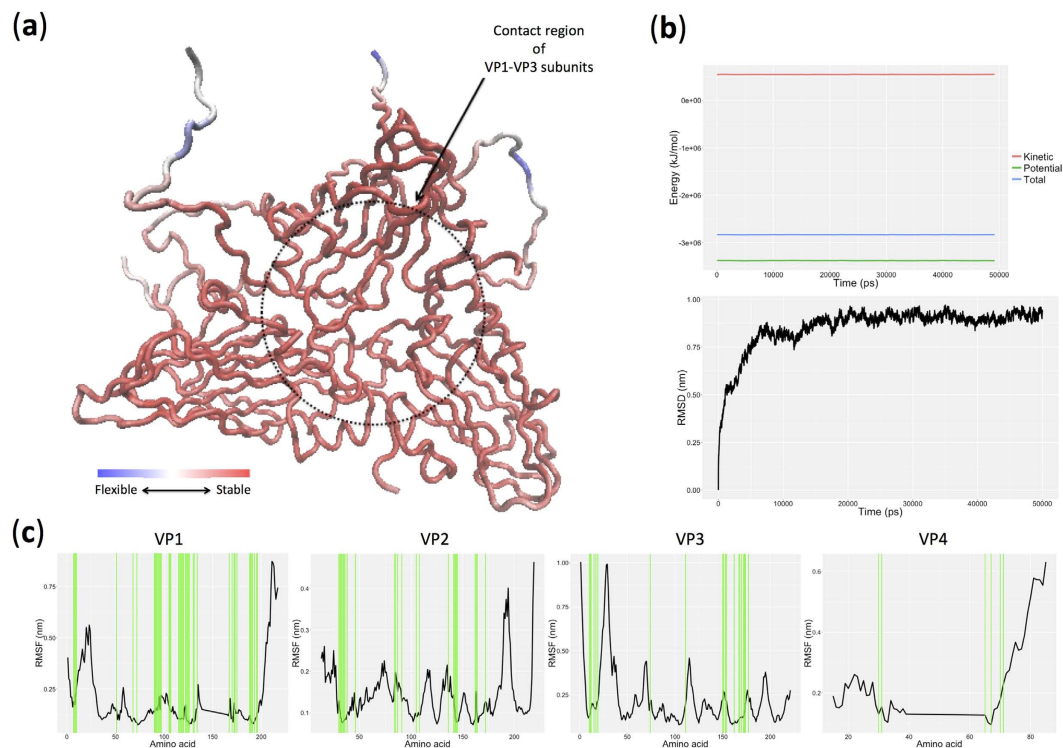 (a)
Contact region
of
VP1-VP3 subunits
Flexible
Stable
(b)
0e+00
-1e+06
-2e+06
-3e+06
Energy (kJ/mol)
0 10000 20000 30000 40000 50000
Time (ps)
Kinetic
Potential
Total
1.00
0.75
0.50
0.25
0.00
RMSD (nm)
0 10000 20000 30000 40000 50000
Time (ps)
(c)
VP1
0.75
0.50
0.25
RMSF (nm)
0 50 100 150 200
Amino acid
VP2
0.4
0.3
0.2
0.1
RMSF (nm)
0 50 100 150 200
Amino acid
VP3
1.00
0.75
0.50
0.25
RMSF (nm)
0 50 100 150 200
Amino acid
VP4
0.6
0.4
0.2
RMSF (nm)
20 40 60 80
Amino acid